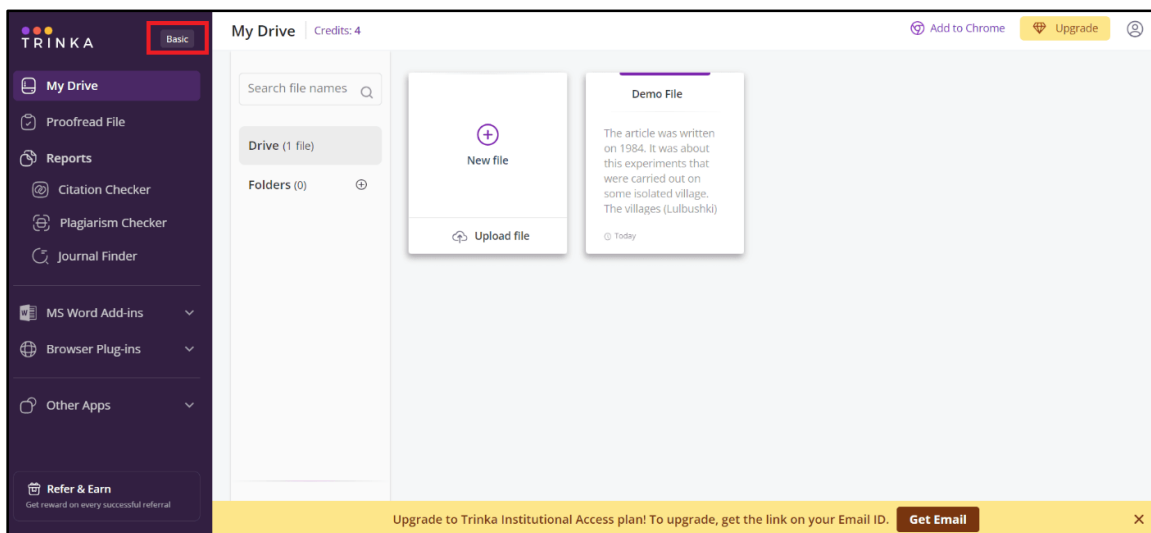 TRINKA
Basic
My Drive
Proofread File
Reports
Citation Checker
Plagiarism Checker
Journal Finder
MS Word Add-ins
Browser Plug-ins
Other Apps
Refer & Earn
Get reward on every successful referral
My Drive Credits: 4
Add to Chrome
Upgrade
Search file names
Drive (1 file)
Folders (0)
New file
Upload file
Demo File
The article was written
on 1984. It was about
this experiments that
were carried out on
some isolated village.
The villages (Lulbushki)
Today
Upgrade to Trinka Institutional Access plan! To upgrade, get the link on your Email ID. Get Email